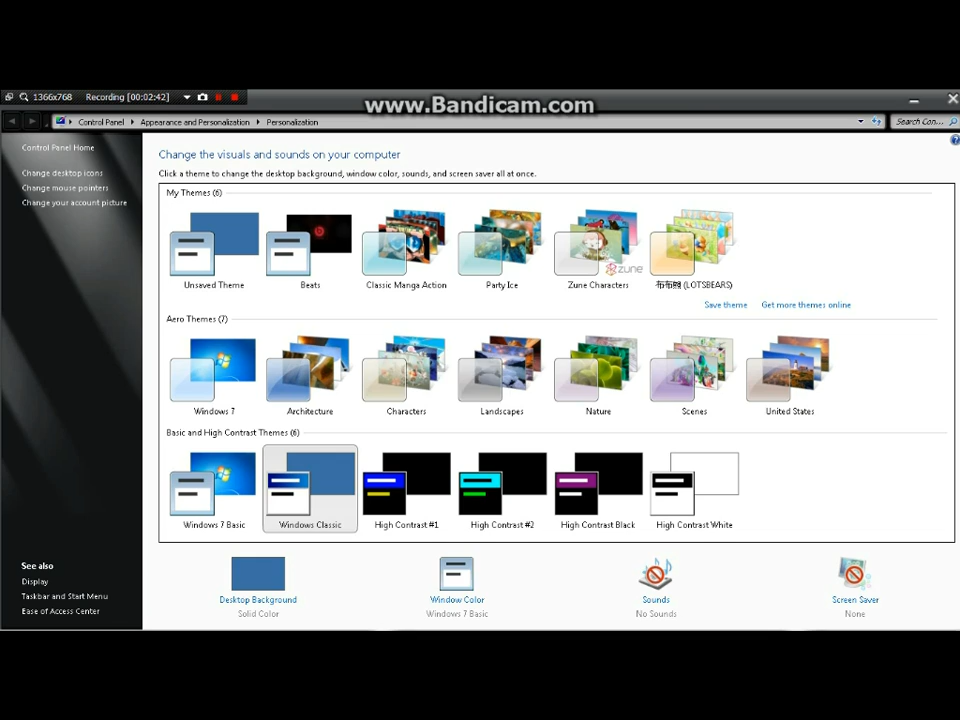 1366x768 Recording [00:02:42]
www.Bandicam.com
Control Panel Appearance and Personalization Personalization
Search Con...
Control Panel Home
Change desktop icons
Change mouse pointers
Change your account picture
Change the visuals and sounds on your computer
Click a theme to change the desktop background, window color, sounds, and screen saver all at once.
My Themes (6)
zune
Unsaved Theme Beats Classic Manga Action Party Ice Zune Characters 布布熊 (LOTSBEARS)
Save theme Get more themes online
Aero Themes (7)
Windows 7 Architecture Characters Landscapes Nature Scenes United States
Basic and High Contrast Themes (6)
Windows 7 Basic Windows Classic High Contrast #1 High Contrast #2 High Contrast Black High Contrast White
See also
Display
Taskbar and Start Menu
Ease of Access Center
Desktop Background Window Color Sounds Screen Saver
Solid Color Windows 7 Basic No Sounds None